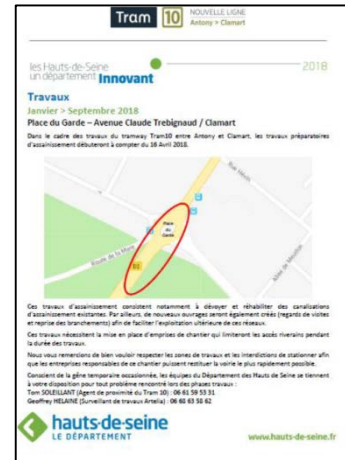 Tram 10 NOUVELLE LIGNE
Antony > Clamart
les Hauts-de-Seine
un département Innovant
2018
Travaux
Janvier > Septembre 2018
Place du Garde – Avenue Claude Trebignaud / Clamart
Dans le cadre des travaux du tramway Tram10 entre Antony et Clamart, les travaux préparatoires
d'assainissement débuteront à compter du 16 Avril 2018.
Place
du
Garde
Route de la Marne
Ces travaux d'assainissement consistent notamment à dévoyer et réhabiliter des canalisations
d'assainissement existantes. Par ailleurs, de nouveaux ouvrages seront également créés (regards de visites
et reprise des branchements) afin de faciliter l'exploitation ultérieure de ces réseaux.
Ces travaux nécessitent la mise en place d'emprises de chantier qui limiteront les accès riverains pendant
la durée des travaux.
Nous vous remercions de bien vouloir respecter les zones de travaux et les interdictions de stationner afin
que les entreprises responsables de ce chantier puissent restituer la voirie le plus rapidement possible.
Conscient de la gêne temporaire occasionnée, les équipes du Département des Hauts de Seine se tiennent
à votre disposition pour tout problème rencontré lors des phases travaux :
Tom SOLEILLANT (Agent de proximité du Tram 10) : 06 61 59 55 31
Geoffrey HELAINE (Surveillant de travaux Artelia) : 06 68 63 58 62
hauts-de-seine
LE DÉPARTEMENT
www.hauts-de-seine.fr